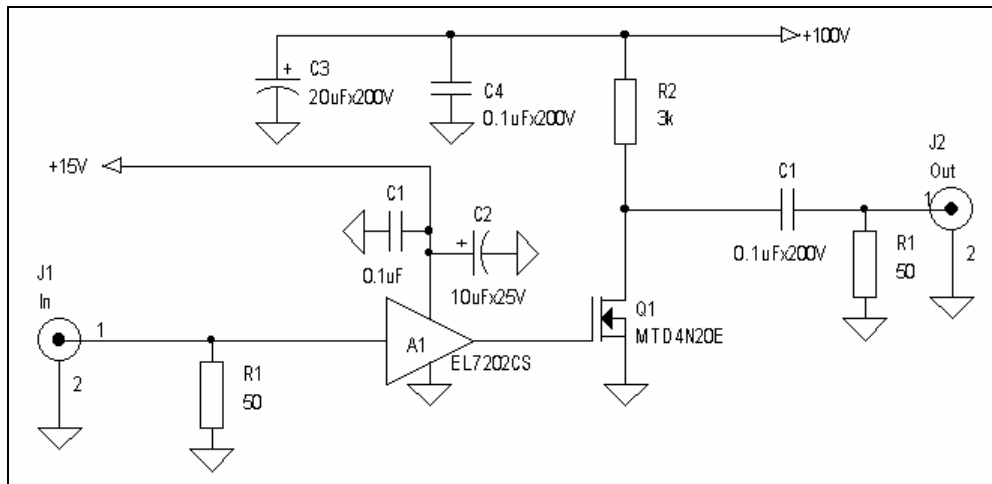 +100V
C3
+
20uFx200V
C4
0.1uFx200V
R2
3k
J2
Out
1
2
+15V
C1
0.1uF
C2
+
10uFx25V
C1
0.1uFx200V
R1
50
J1
In
1
2
R1
50
A1
EL7202CS
Q1
MTD4N20E